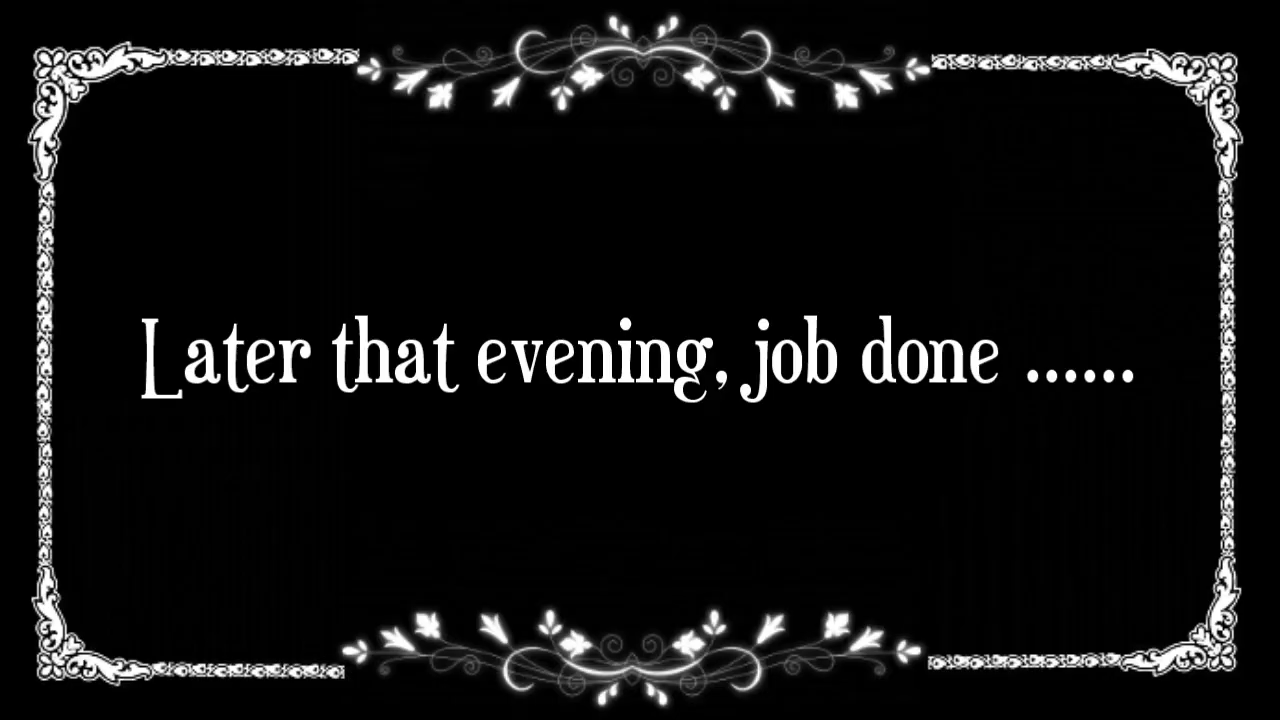 Later that evening, job done ......